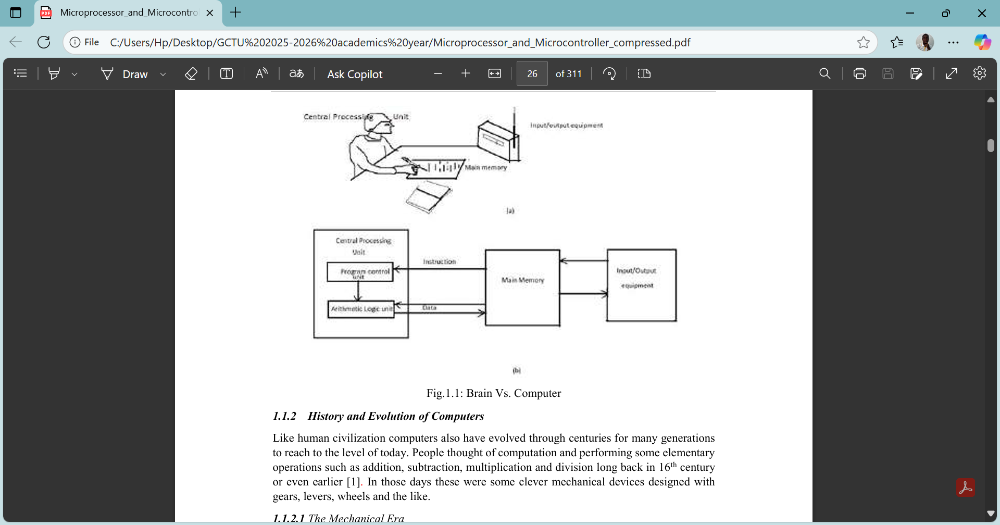 Microprocessor_and_Microcontro
File C:/Users/Hp/Desktop/GCTU%202025-2026%20academics%20year/Microprocessor_and_Microcontroller_compressed.pdf
Draw Ask Copilot 26 of 311
Central Processing Unit
Input/output equipment
Main memory
(a)
Central Processing
Unit
Instruction
Program control
unit
Main Memory
Input/Output
equipment
Arithmetic Logic unit
Data
(b)
Fig.1.1: Brain Vs. Computer
1.1.2 History and Evolution of Computers
Like human civilization computers also have evolved through centuries for many generations
to reach to the level of today. People thought of computation and performing some elementary
operations such as addition, subtraction, multiplication and division long back in 16th century
or even earlier [1]. In those days these were some clever mechanical devices designed with
gears, levers, wheels and the like.
1.1.2.1 The Mechanical Era